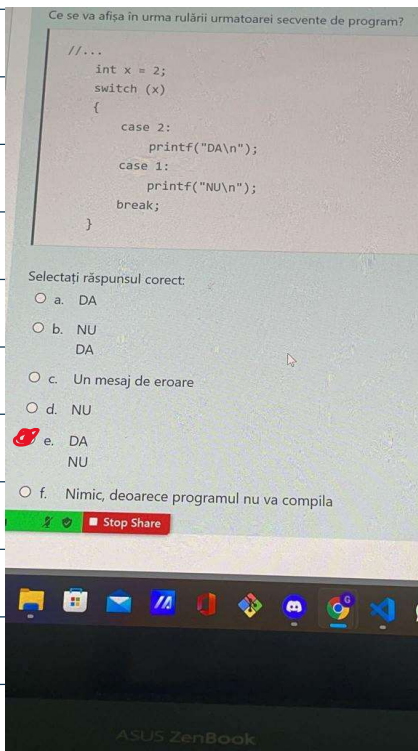 Ce se va afișa în urma rulării urmatoarei secvente de program?
//...
int x = 2;
switch (x)
{
case 2:
printf("DA\n");
case 1:
printf("NU\n");
break;
}
Selectați răspunsul corect:
a. DA
b. NU
DA
c. Un mesaj de eroare
d. NU
e. DA
NU
f. Nimic, deoarece programul nu va compila
Stop Share
G
ASUS ZenBook